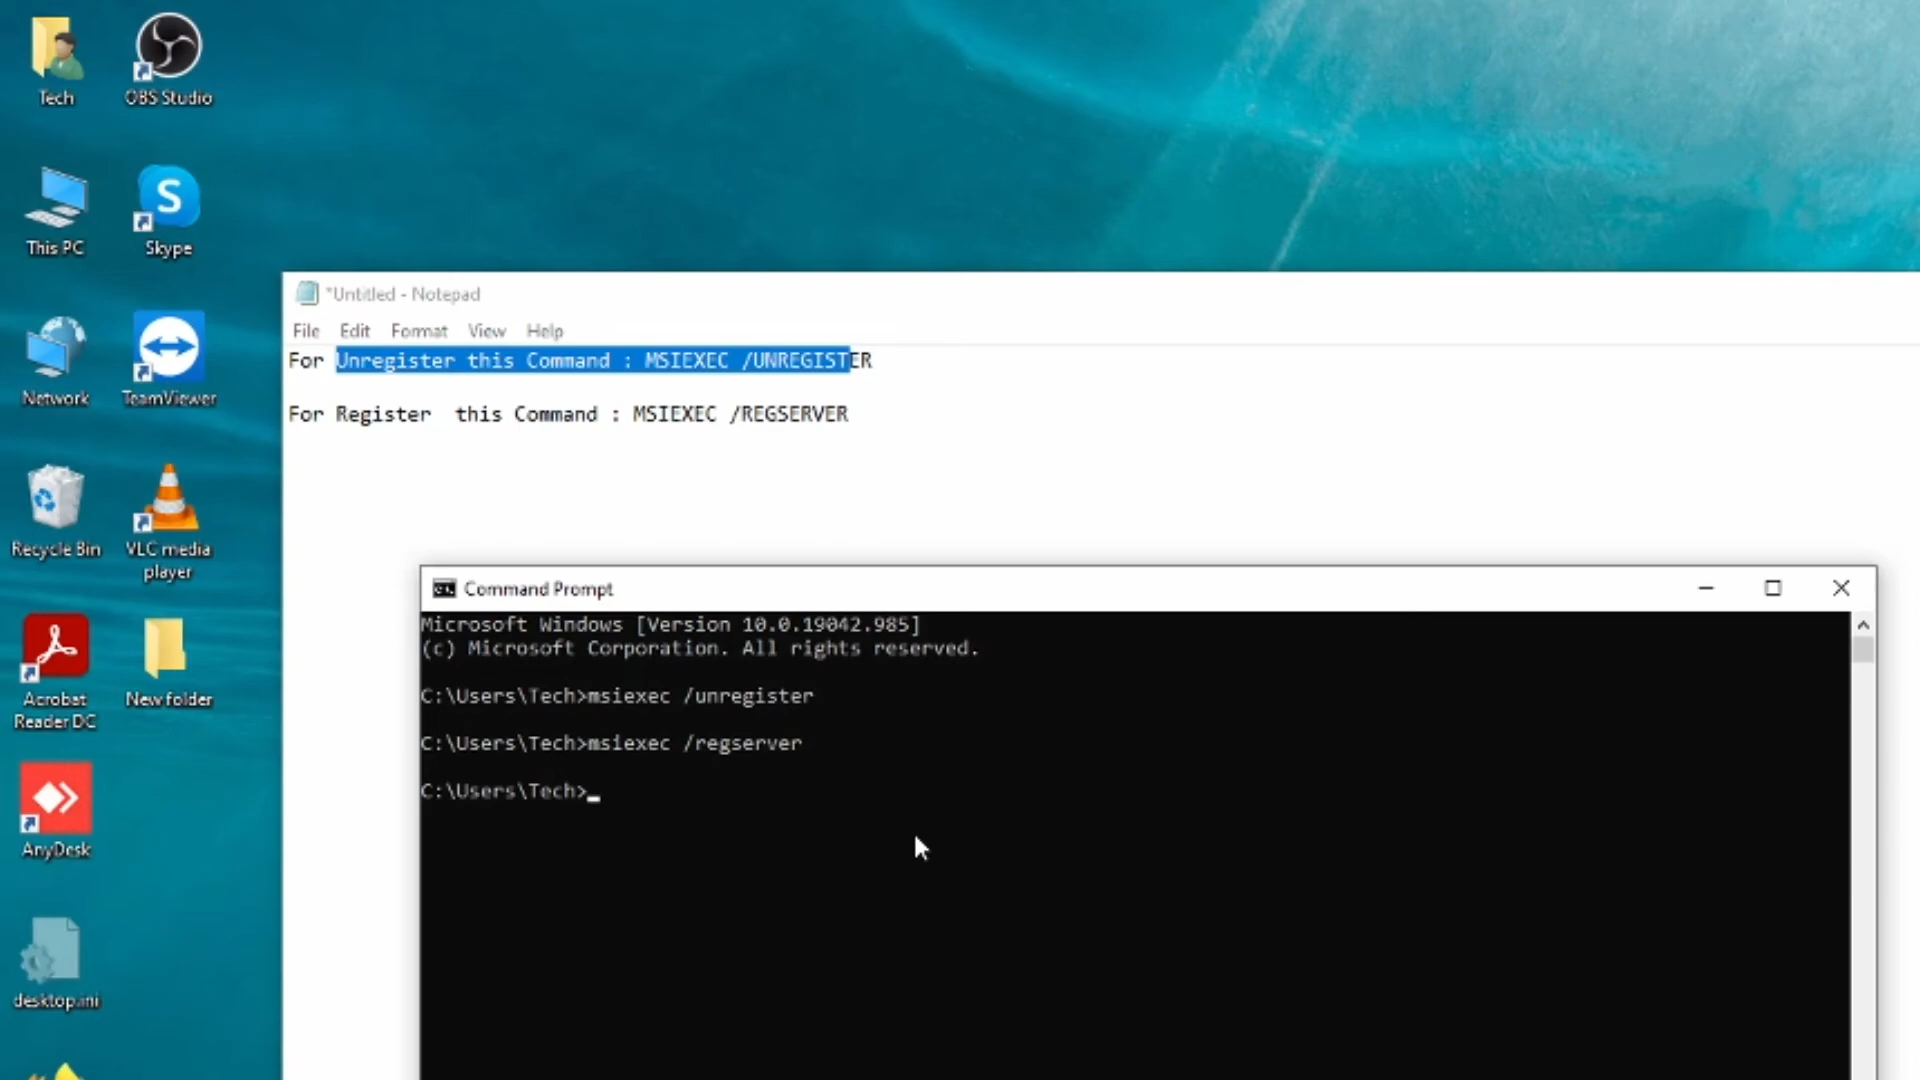 Tech
OBS Studio
This PC
Skype
Network
TeamViewer
Recycle Bin
VLC media
player
Acrobat
Reader DC
New folder
AnyDesk
desktop.ini
*Untitled - Notepad
File Edit Format View Help
For Unregister this Command : MSIEXEC /UNREGISTER
For Register  this Command : MSIEXEC /REGSERVER
Command Prompt
Microsoft Windows [Version 10.0.19042.985]
(c) Microsoft Corporation. All rights reserved.
C:\Users\Tech>msiexec /unregister
C:\Users\Tech>msiexec /regserver
C:\Users\Tech>